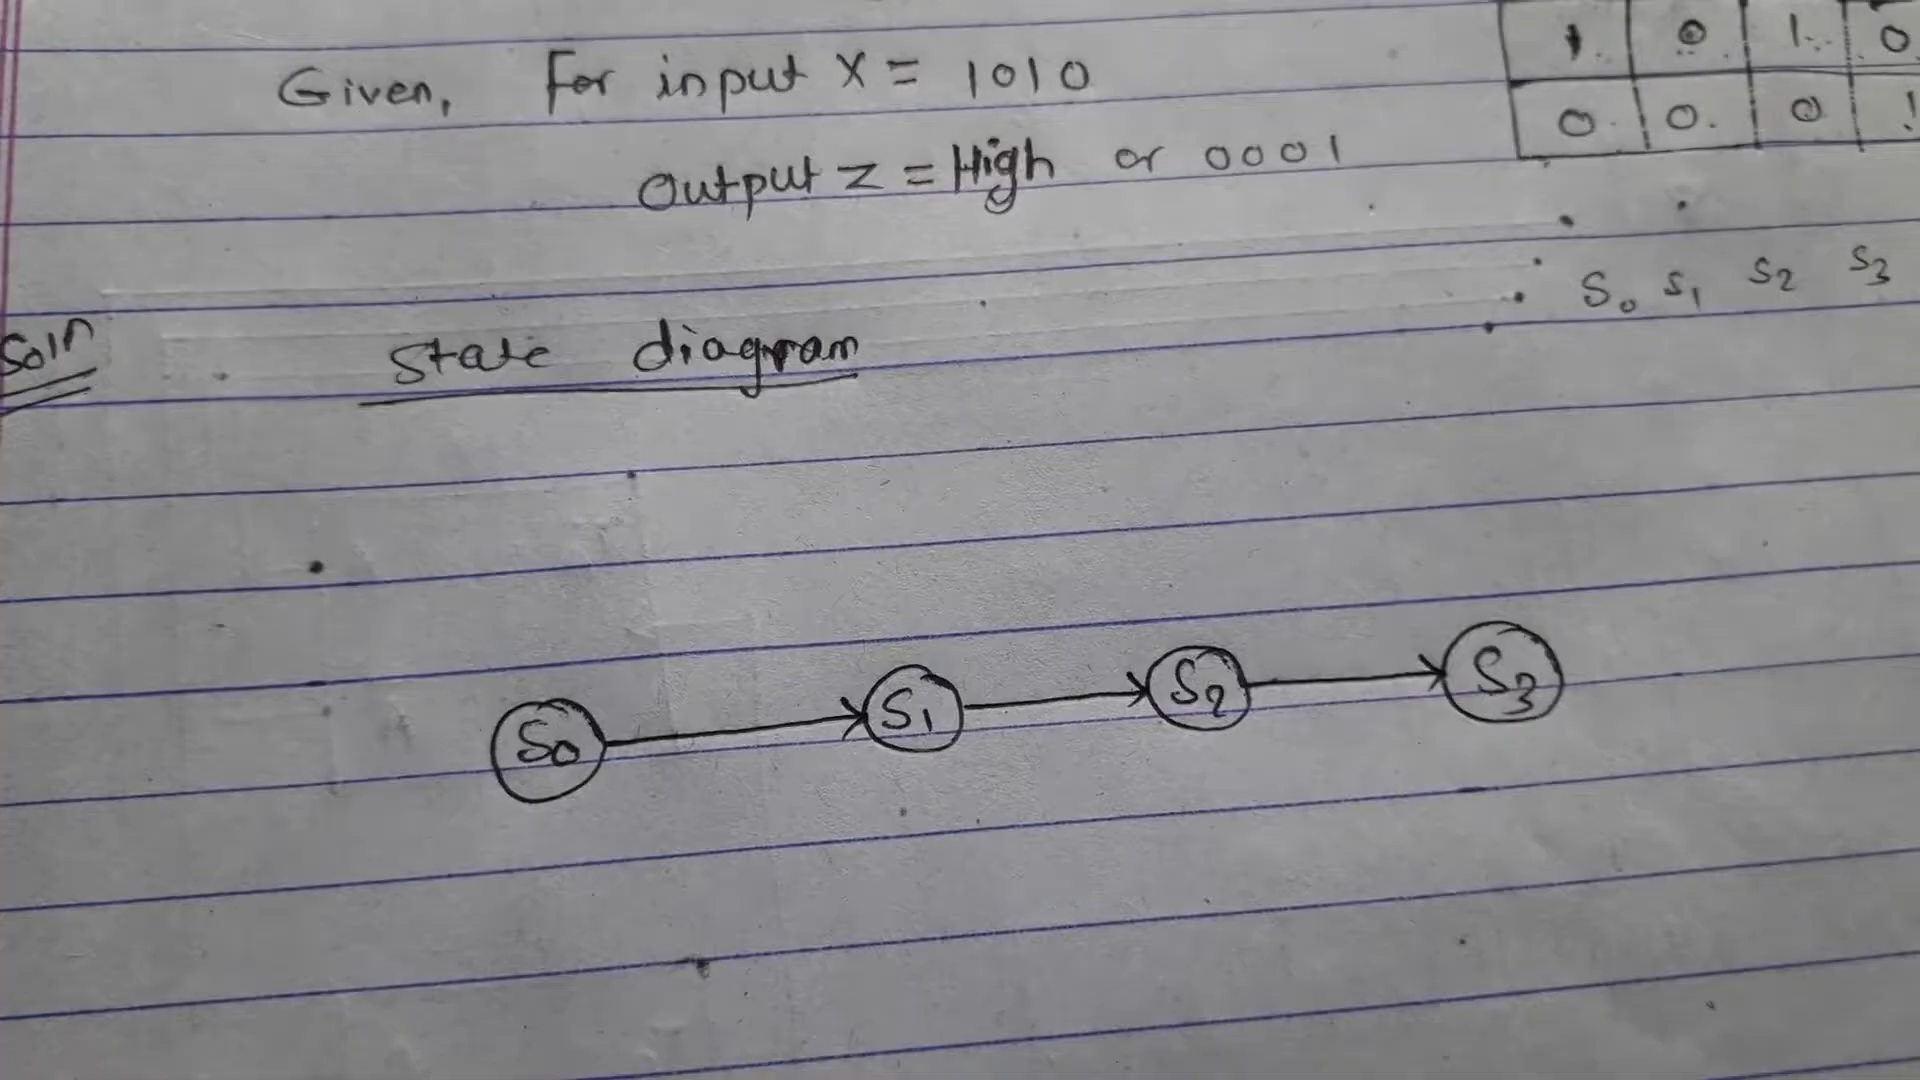 Given, For input X = 1010
Output Z = High or 0001
1 0 1 0
0 0 0 1
S0 S1 S2 S3
Soln
State diagram
S0 S1 S2 S3